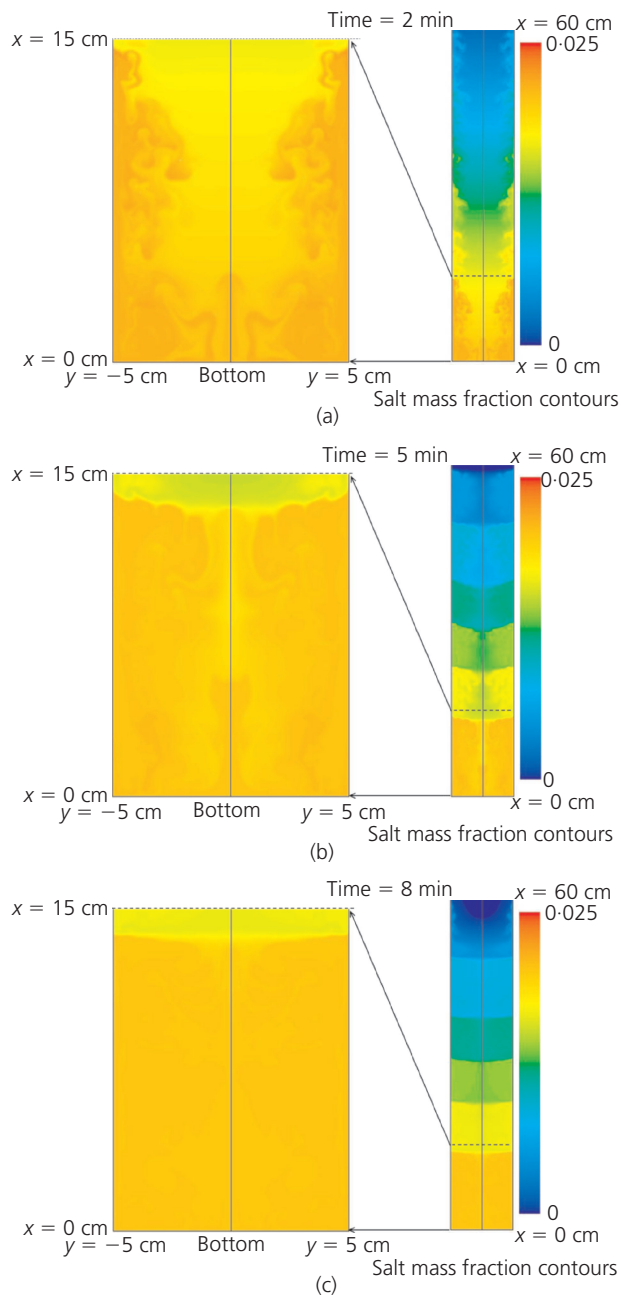 Time = 2 min x = 60 cm
x = 15 cm 0·025
0
x = 0 cm x = 0 cm
y = −5 cm Bottom y = 5 cm
Salt mass fraction contours
(a)
Time = 5 min x = 60 cm
x = 15 cm 0·025
0
x = 0 cm x = 0 cm
y = −5 cm Bottom y = 5 cm
Salt mass fraction contours
(b)
Time = 8 min x = 60 cm
x = 15 cm 0·025
0
x = 0 cm x = 0 cm
y = −5 cm Bottom y = 5 cm
Salt mass fraction contours
(c)